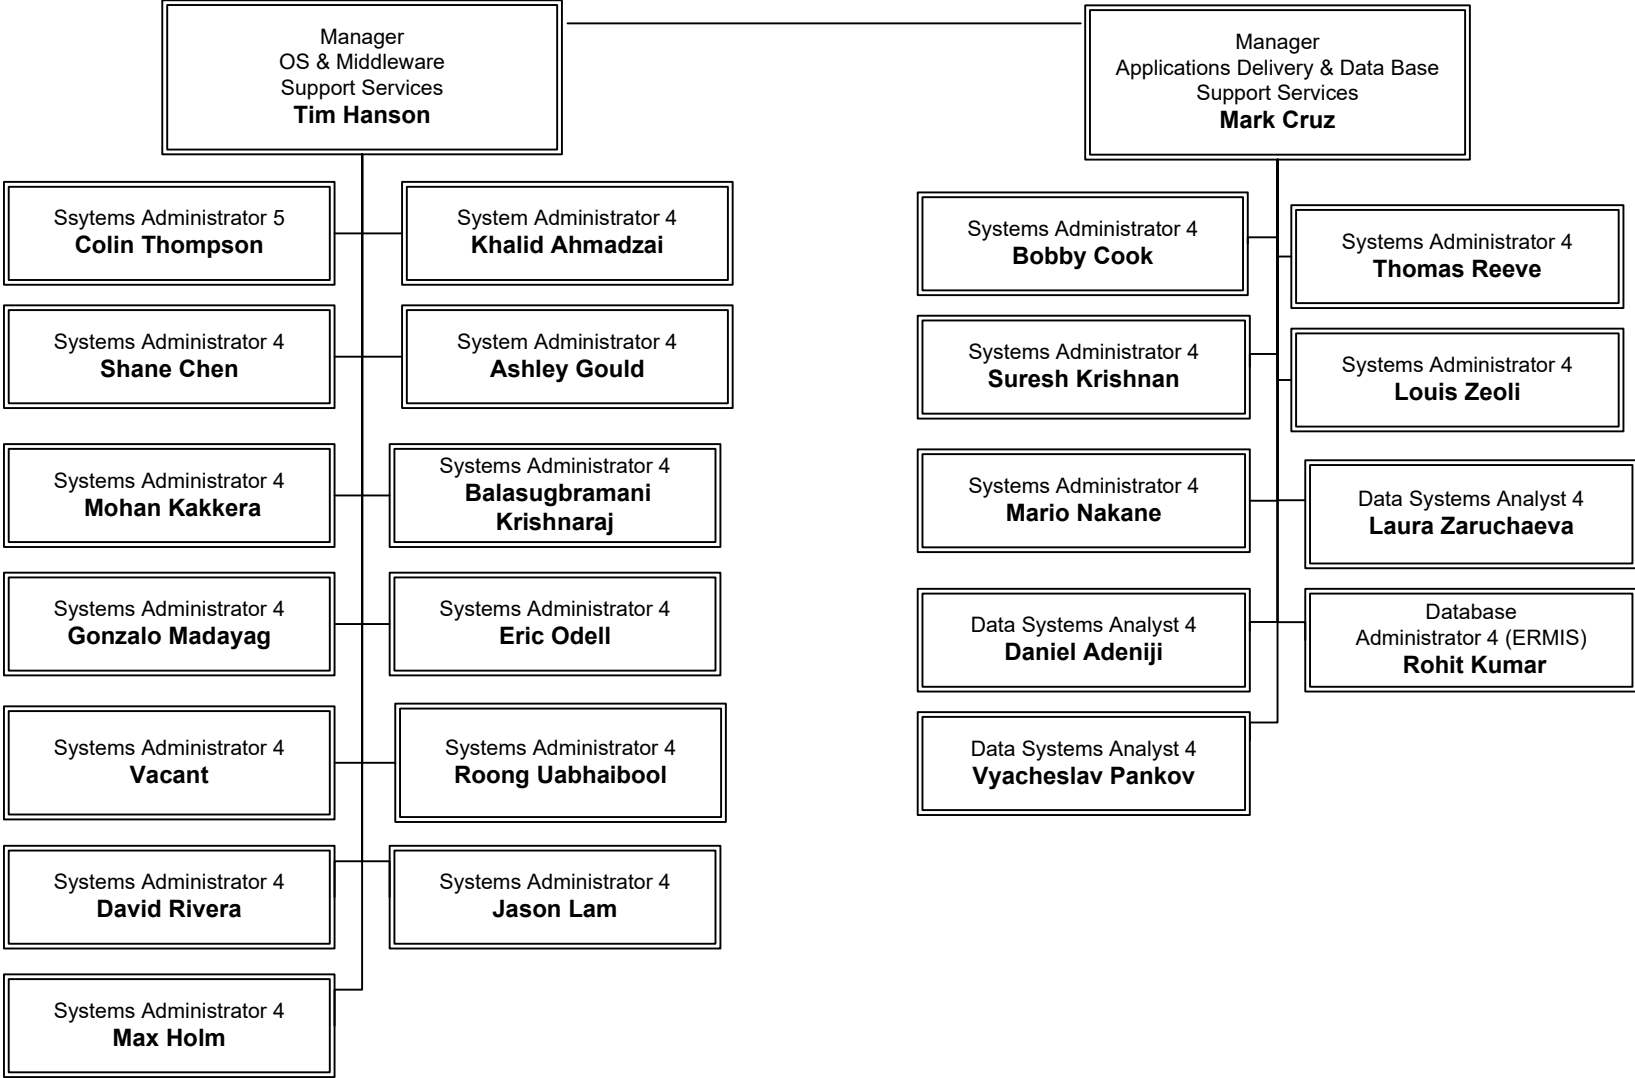 Manager
OS & Middleware
Support Services
Tim Hanson
Manager
Applications Delivery & Data Base
Support Services
Mark Cruz
Ssytems Administrator 5
Colin Thompson
System Administrator 4
Khalid Ahmadzai
Systems Administrator 4
Shane Chen
System Administrator 4
Ashley Gould
Systems Administrator 4
Mohan Kakkera
Systems Administrator 4
Balasugbramani
Krishnaraj
Systems Administrator 4
Gonzalo Madayag
Systems Administrator 4
Eric Odell
Systems Administrator 4
Vacant
Systems Administrator 4
Roong Uabhaibool
Systems Administrator 4
David Rivera
Systems Administrator 4
Jason Lam
Systems Administrator 4
Max Holm
Systems Administrator 4
Bobby Cook
Systems Administrator 4
Thomas Reeve
Systems Administrator 4
Suresh Krishnan
Systems Administrator 4
Louis Zeoli
Systems Administrator 4
Mario Nakane
Data Systems Analyst 4
Laura Zaruchaeva
Data Systems Analyst 4
Daniel Adeniji
Database
Administrator 4 (ERMIS)
Rohit Kumar
Data Systems Analyst 4
Vyacheslav Pankov